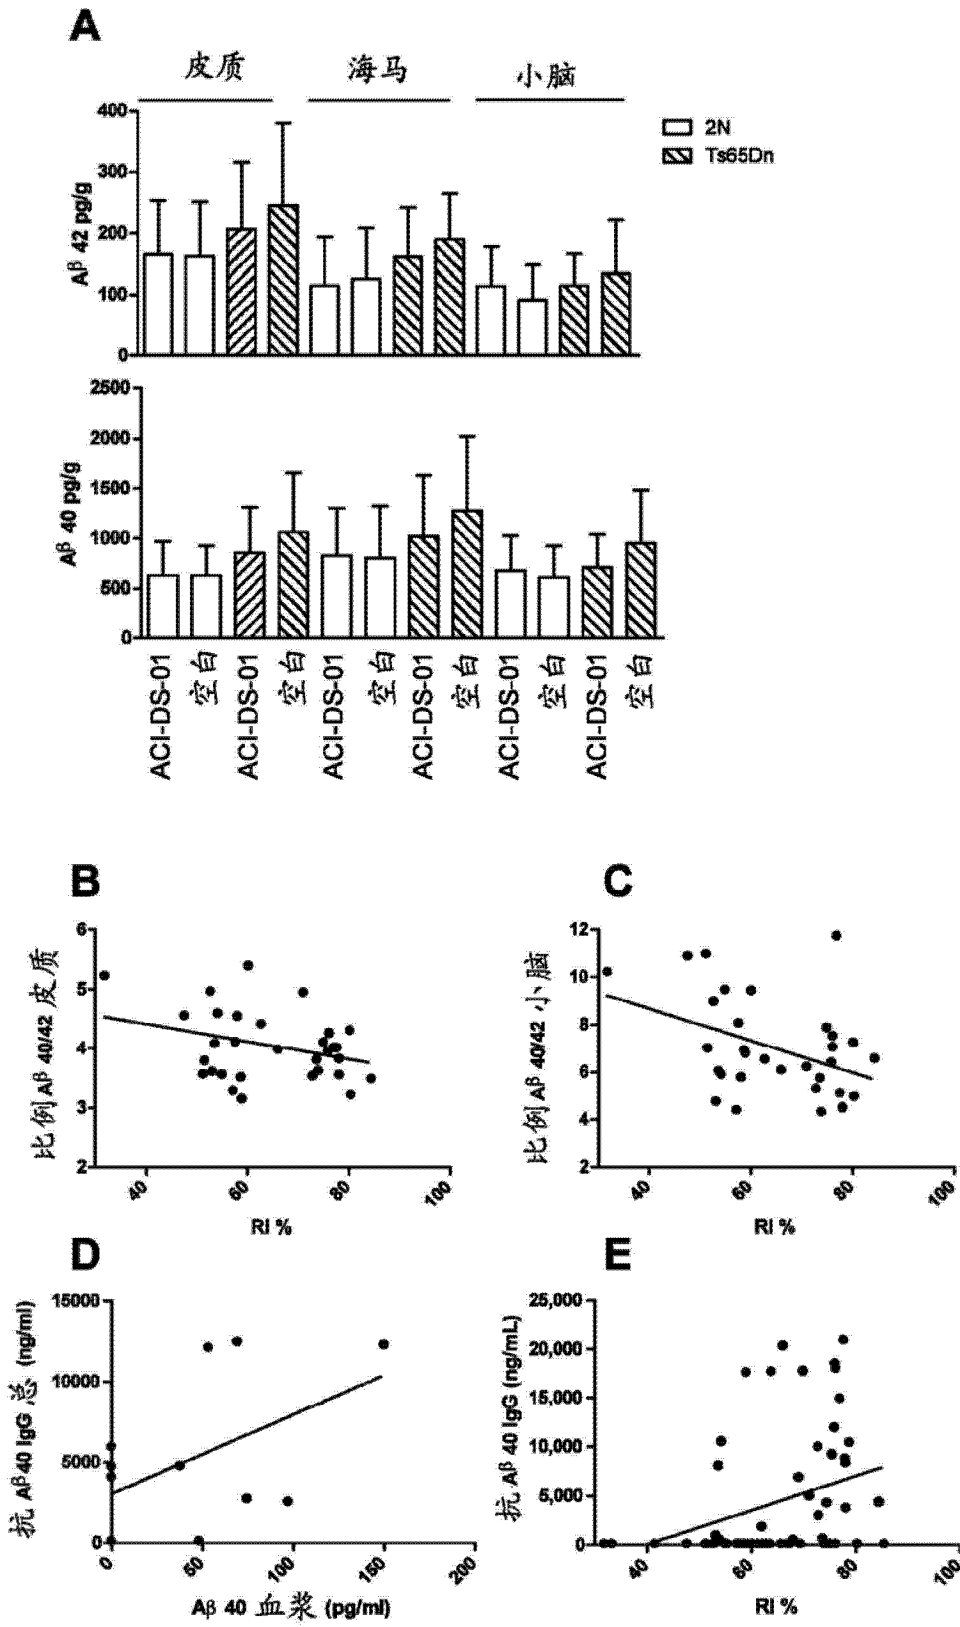 A
皮质 海马 小脑
2N
Ts65Dn
400
300
200
100
0
Aβ 42 pg/g
2500
2000
1500
1000
500
0
Aβ 40 pg/g
ACI-DS-01 空白 ACI-DS-01 空白 ACI-DS-01 空白 ACI-DS-01 空白 ACI-DS-01 空白 ACI-DS-01 空白
B
6
5
4
3
2
比例 Aβ 40/42 皮质
40 60 80 100
RI %
C
12
10
8
6
4
2
比例 Aβ 40/42 小脑
40 60 80 100
RI %
D
15000
10000
5000
0
抗 Aβ 40 IgG 总 (ng/ml)
0 50 100 150 200
Aβ 40 血浆 (pg/ml)
E
25,000
20,000
15,000
10,000
5,000
0
抗 Aβ 40 IgG (ng/mL)
40 60 80 100
RI %